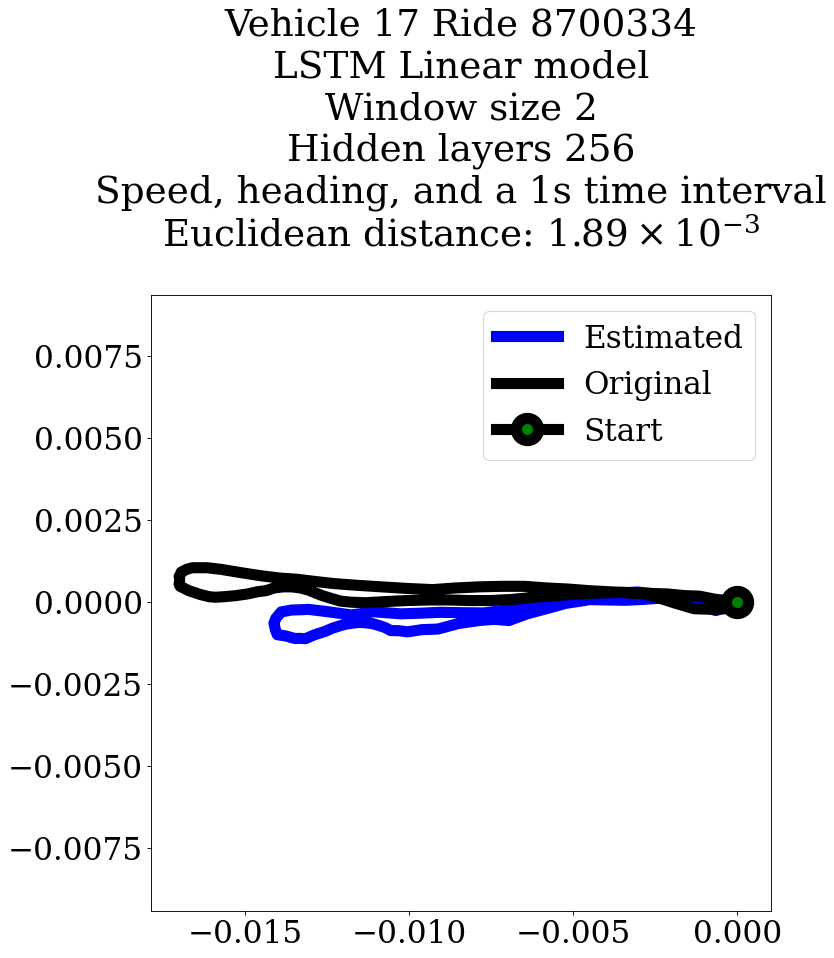 Vehicle 17 Ride 8700334
LSTM Linear model
Window size 2
Hidden layers 256
Speed, heading, and a 1s time interval
Euclidean distance: 1.89 × 10⁻³
Estimated
Original
Start
0.0075
0.0050
0.0025
0.0000
−0.0025
−0.0050
−0.0075
−0.015
−0.010
−0.005
0.000